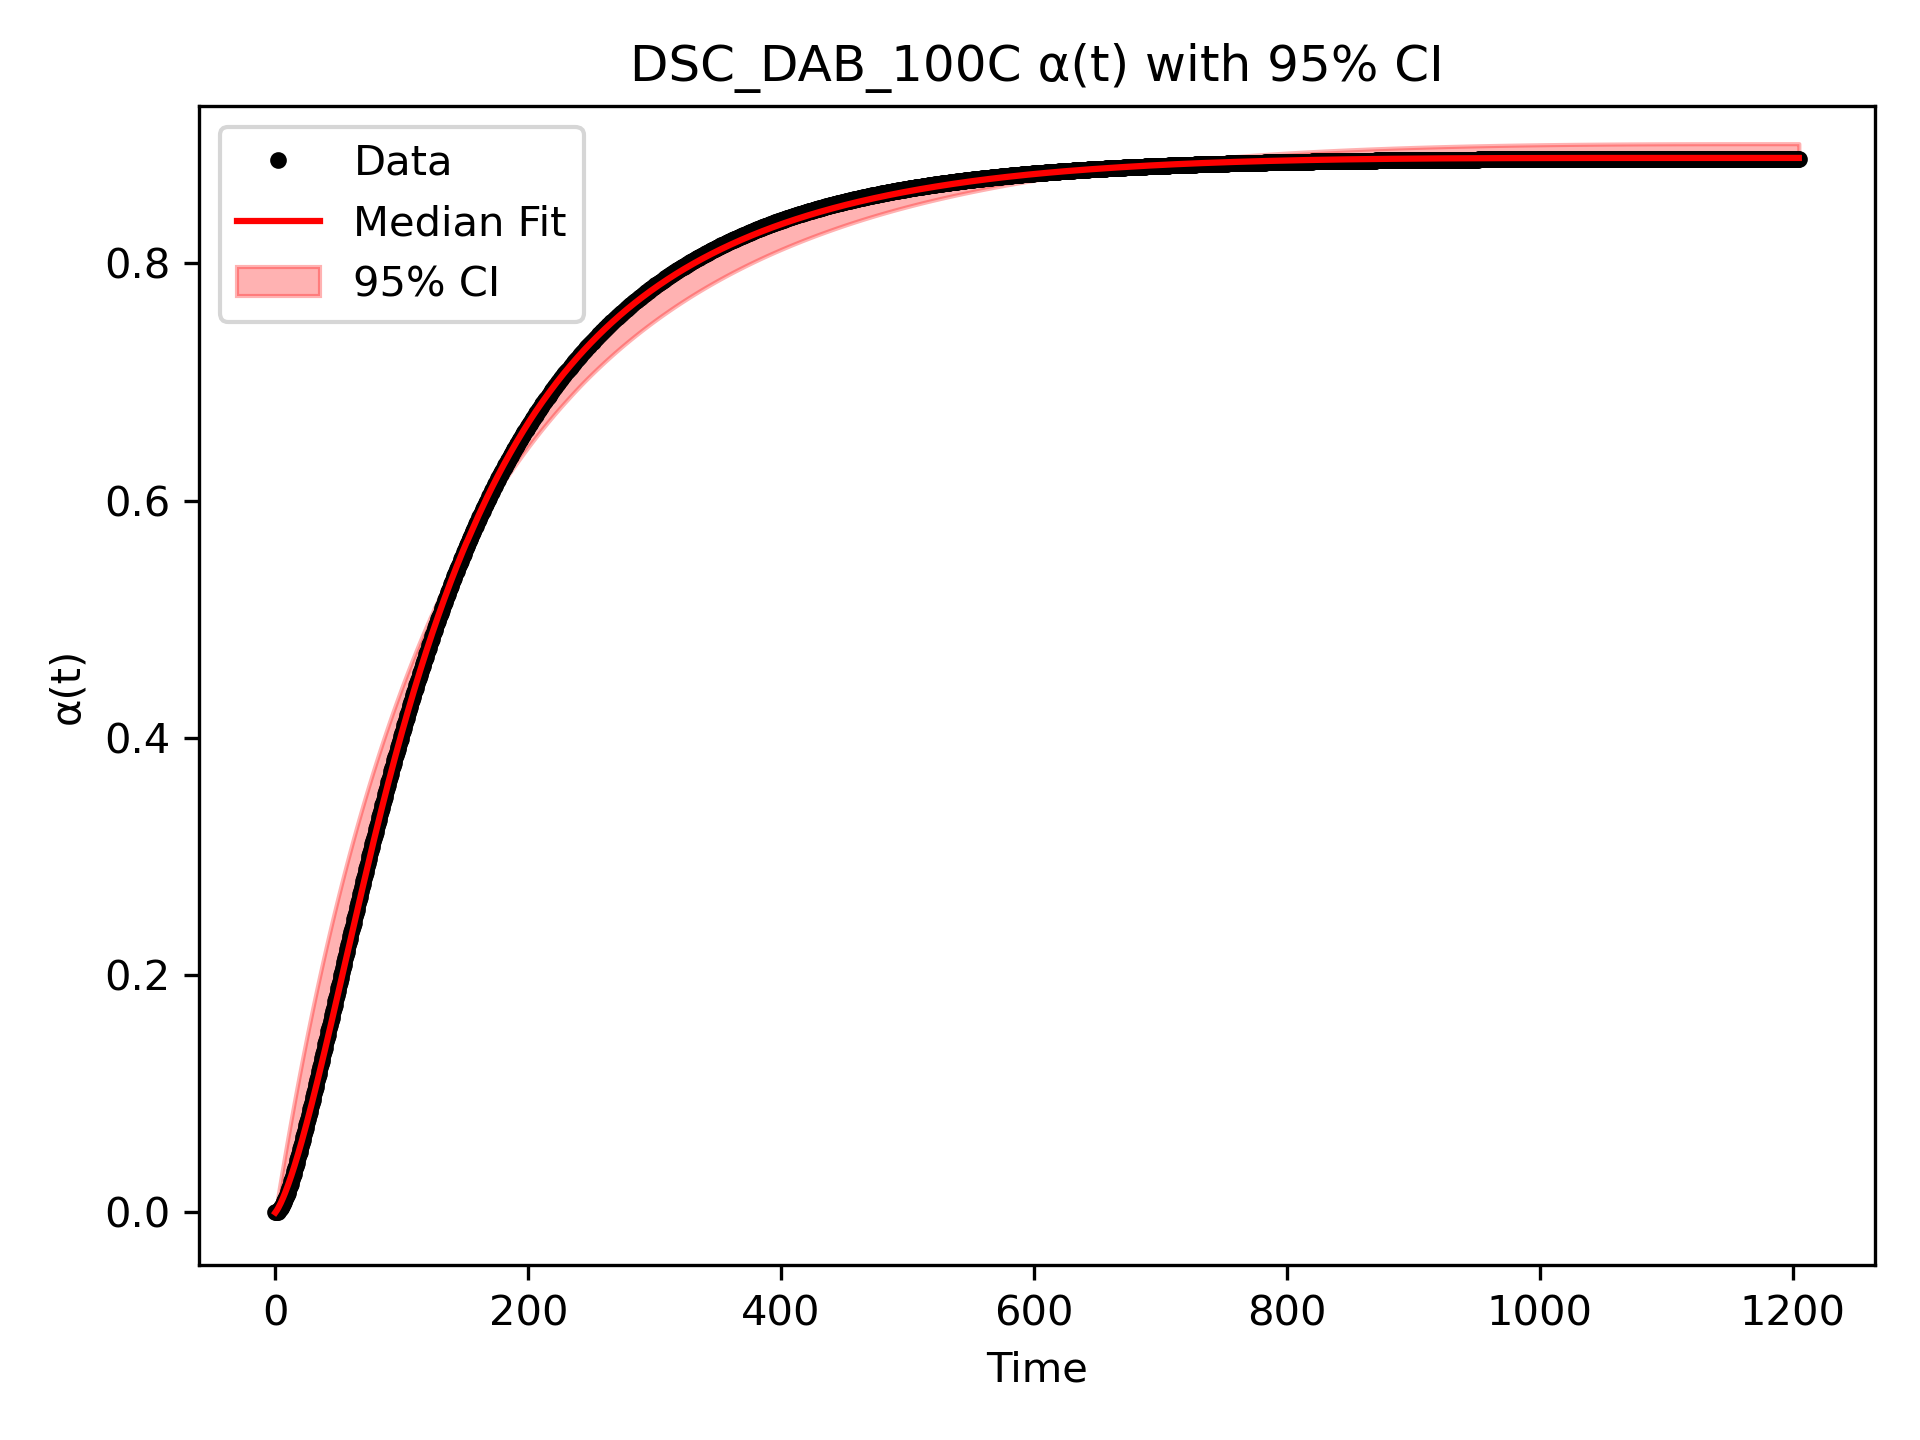 DSC_DAB_100C α(t) with 95% CI
Data
Median Fit
95% CI
α(t)
0.8
0.6
0.4
0.2
0.0
0 200 400 600 800 1000 1200
Time